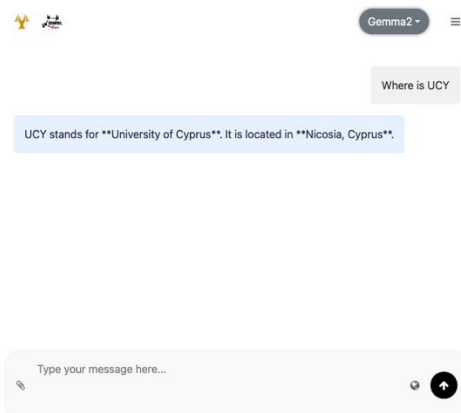 Gemma2
Where is UCY
UCY stands for **University of Cyprus**. It is located in **Nicosia, Cyprus**.
Type your message here...